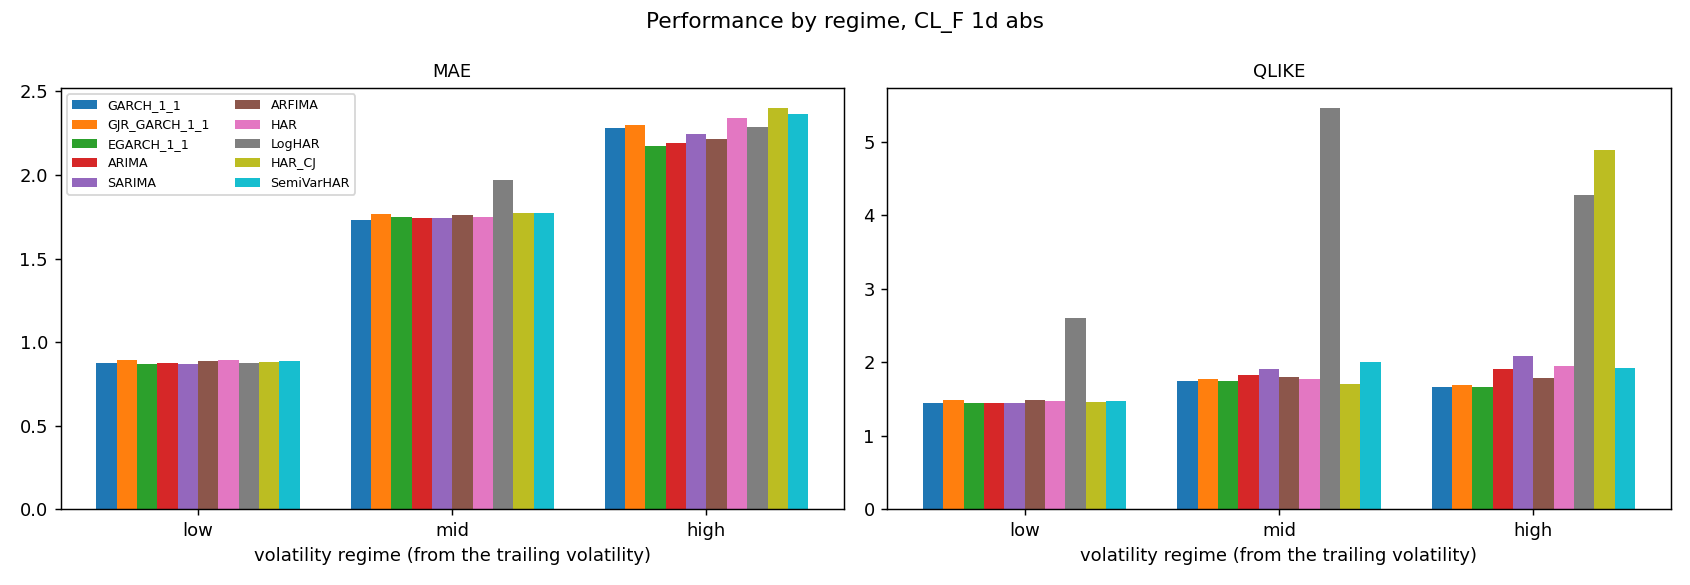 Performance by regime, CL_F 1d abs
MAE
2.5
2.0
1.5
1.0
0.5
0.0
GARCH_1_1
GJR_GARCH_1_1
EGARCH_1_1
ARIMA
SARIMA
ARFIMA
HAR
LogHAR
HAR_CJ
SemiVarHAR
low
mid
high
volatility regime (from the trailing volatility)
QLIKE
5
4
3
2
1
0
low
mid
high
volatility regime (from the trailing volatility)